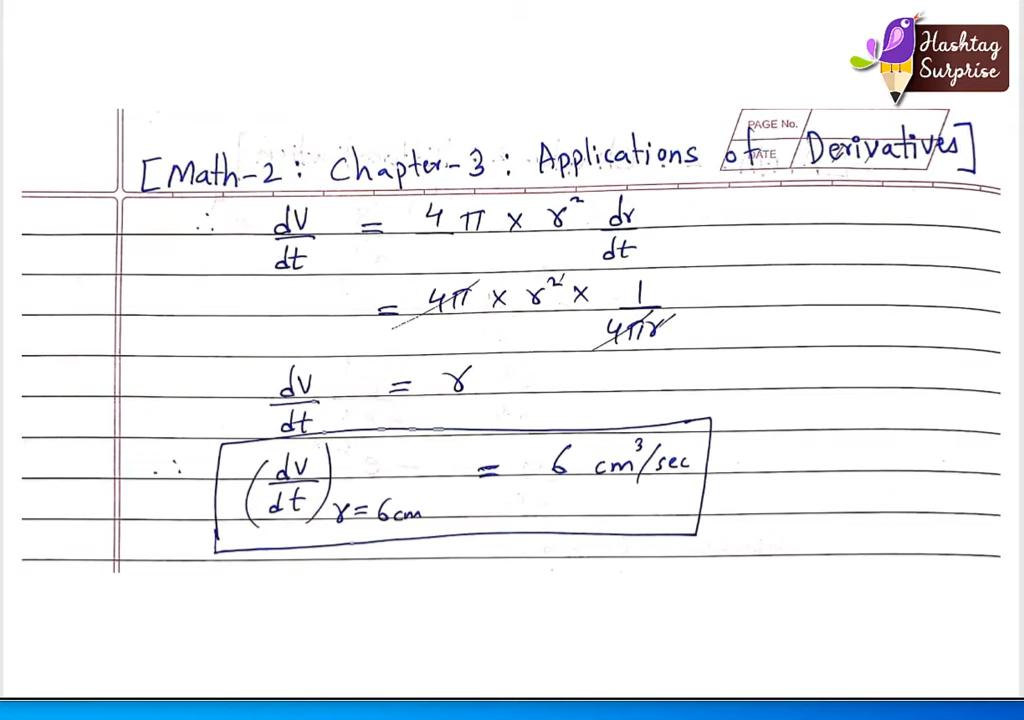 Hashtag
Surprise
PAGE No.
DATE
[Math-2: Chapter-3: Applications of Derivatives]
∴ dV/dt = 4π × r² dr/dt
= 4π × r² × 1/4πr
dV/dt = r
∴ (dv/dt) r = 6cm = 6 cm³/sec